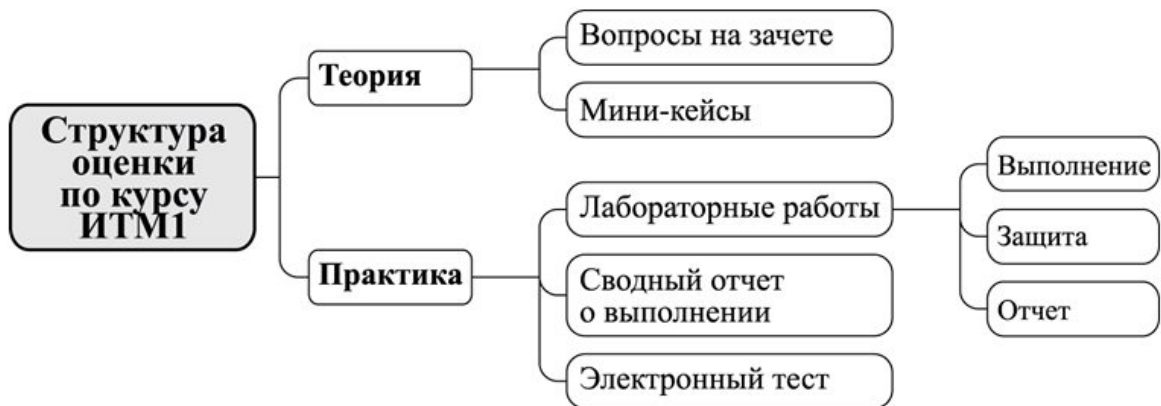 Структура
оценки
по курсу
ИТМ1
Теория
Вопросы на зачете
Мини-кейсы
Практика
Лабораторные работы
Выполнение
Защита
Отчет
Сводный отчет
о выполнении
Электронный тест